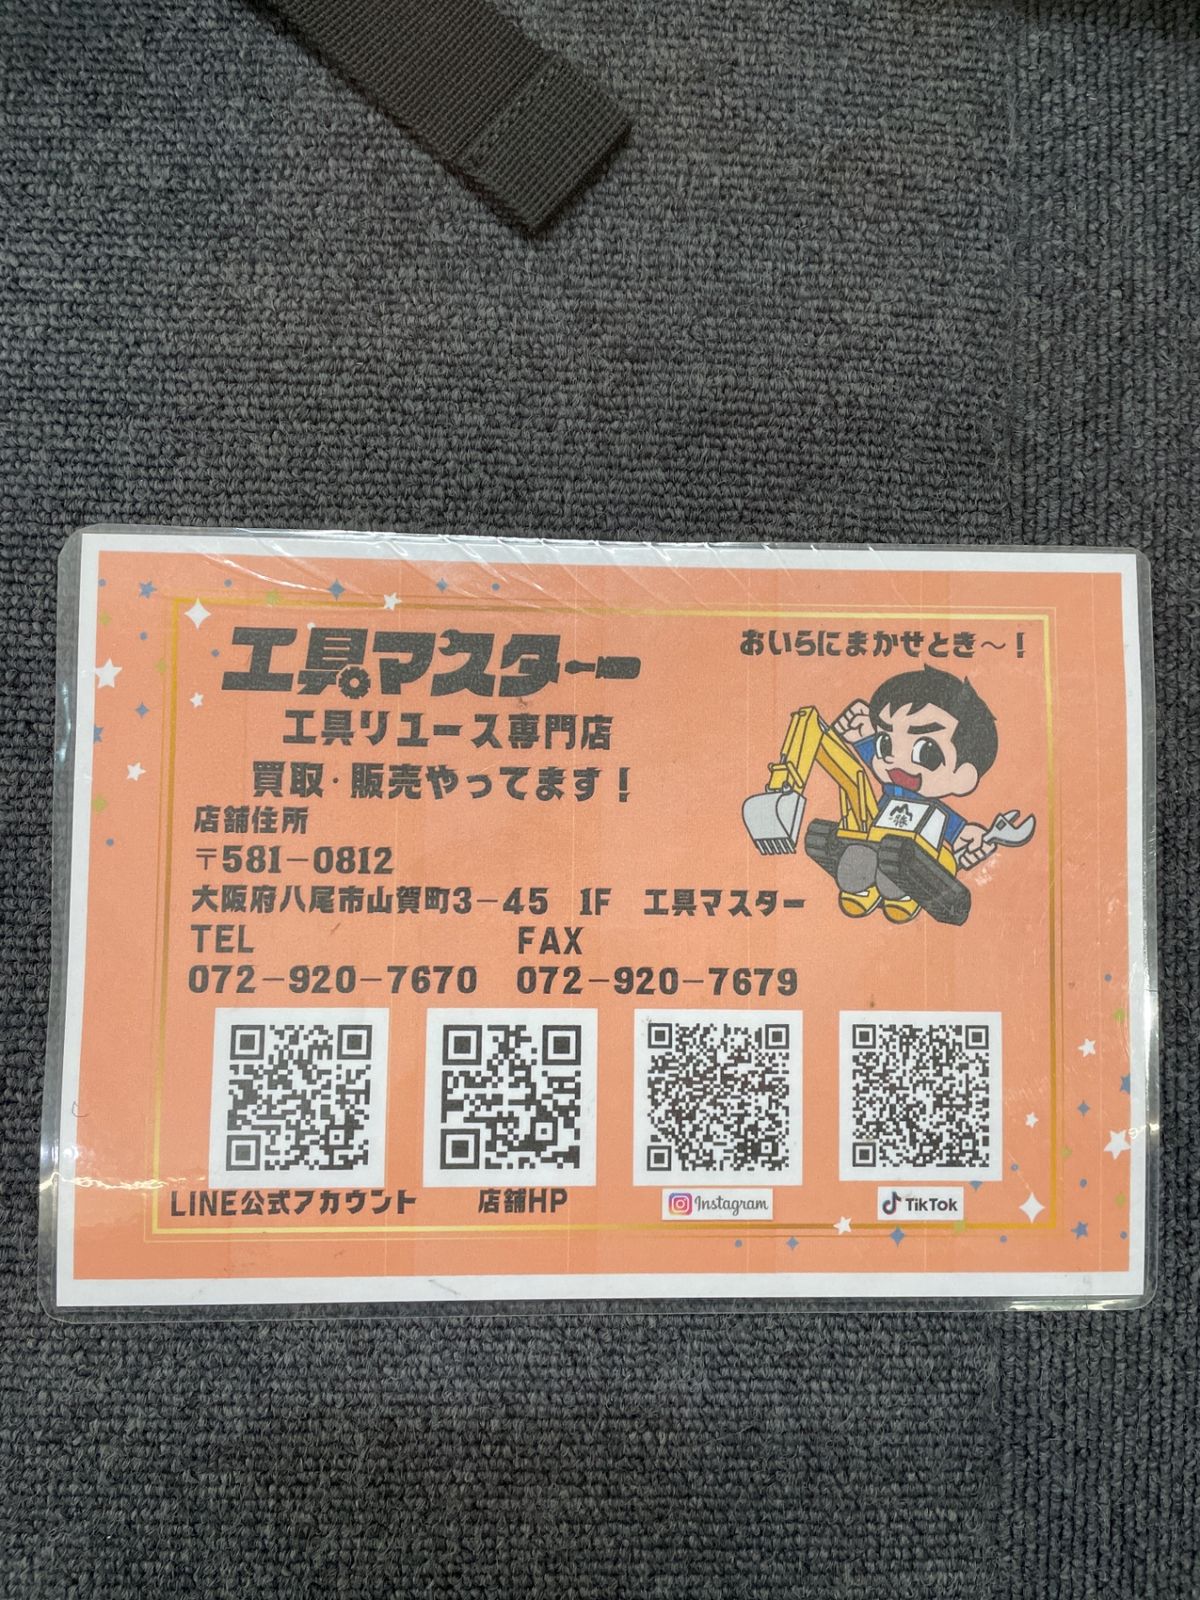 工具マスター
おいらにまかせとき～！
工具リユース専門店
買取・販売やってます！
店舗住所
〒581-0812
大阪府八尾市山賀町3-45 1F 工具マスター
TEL FAX
072-920-7670 072-920-7679
LINE公式アカウント 店舗HP Instagram TikTok